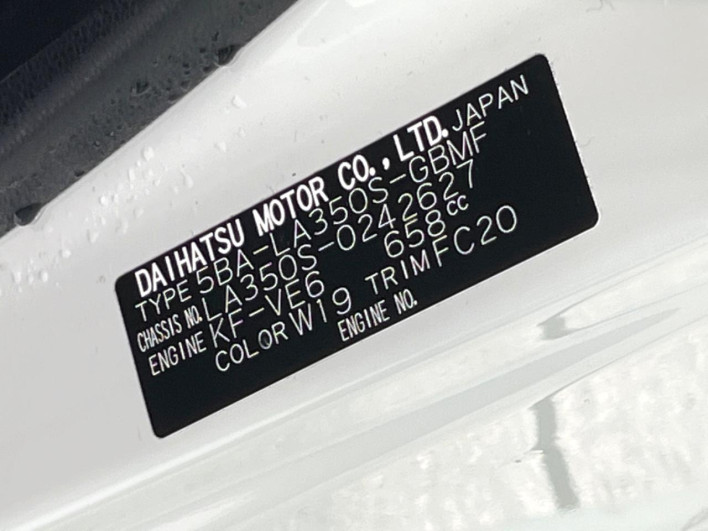 DAIHATSU MOTOR CO., LTD. JAPAN
TYPE 5BA-LA350S-GBMF
CHASSIS NO. LA350S-0242627
ENGINE KF-VE6 658cc
COLOR W19 TRIM FC20
ENGINE NO.